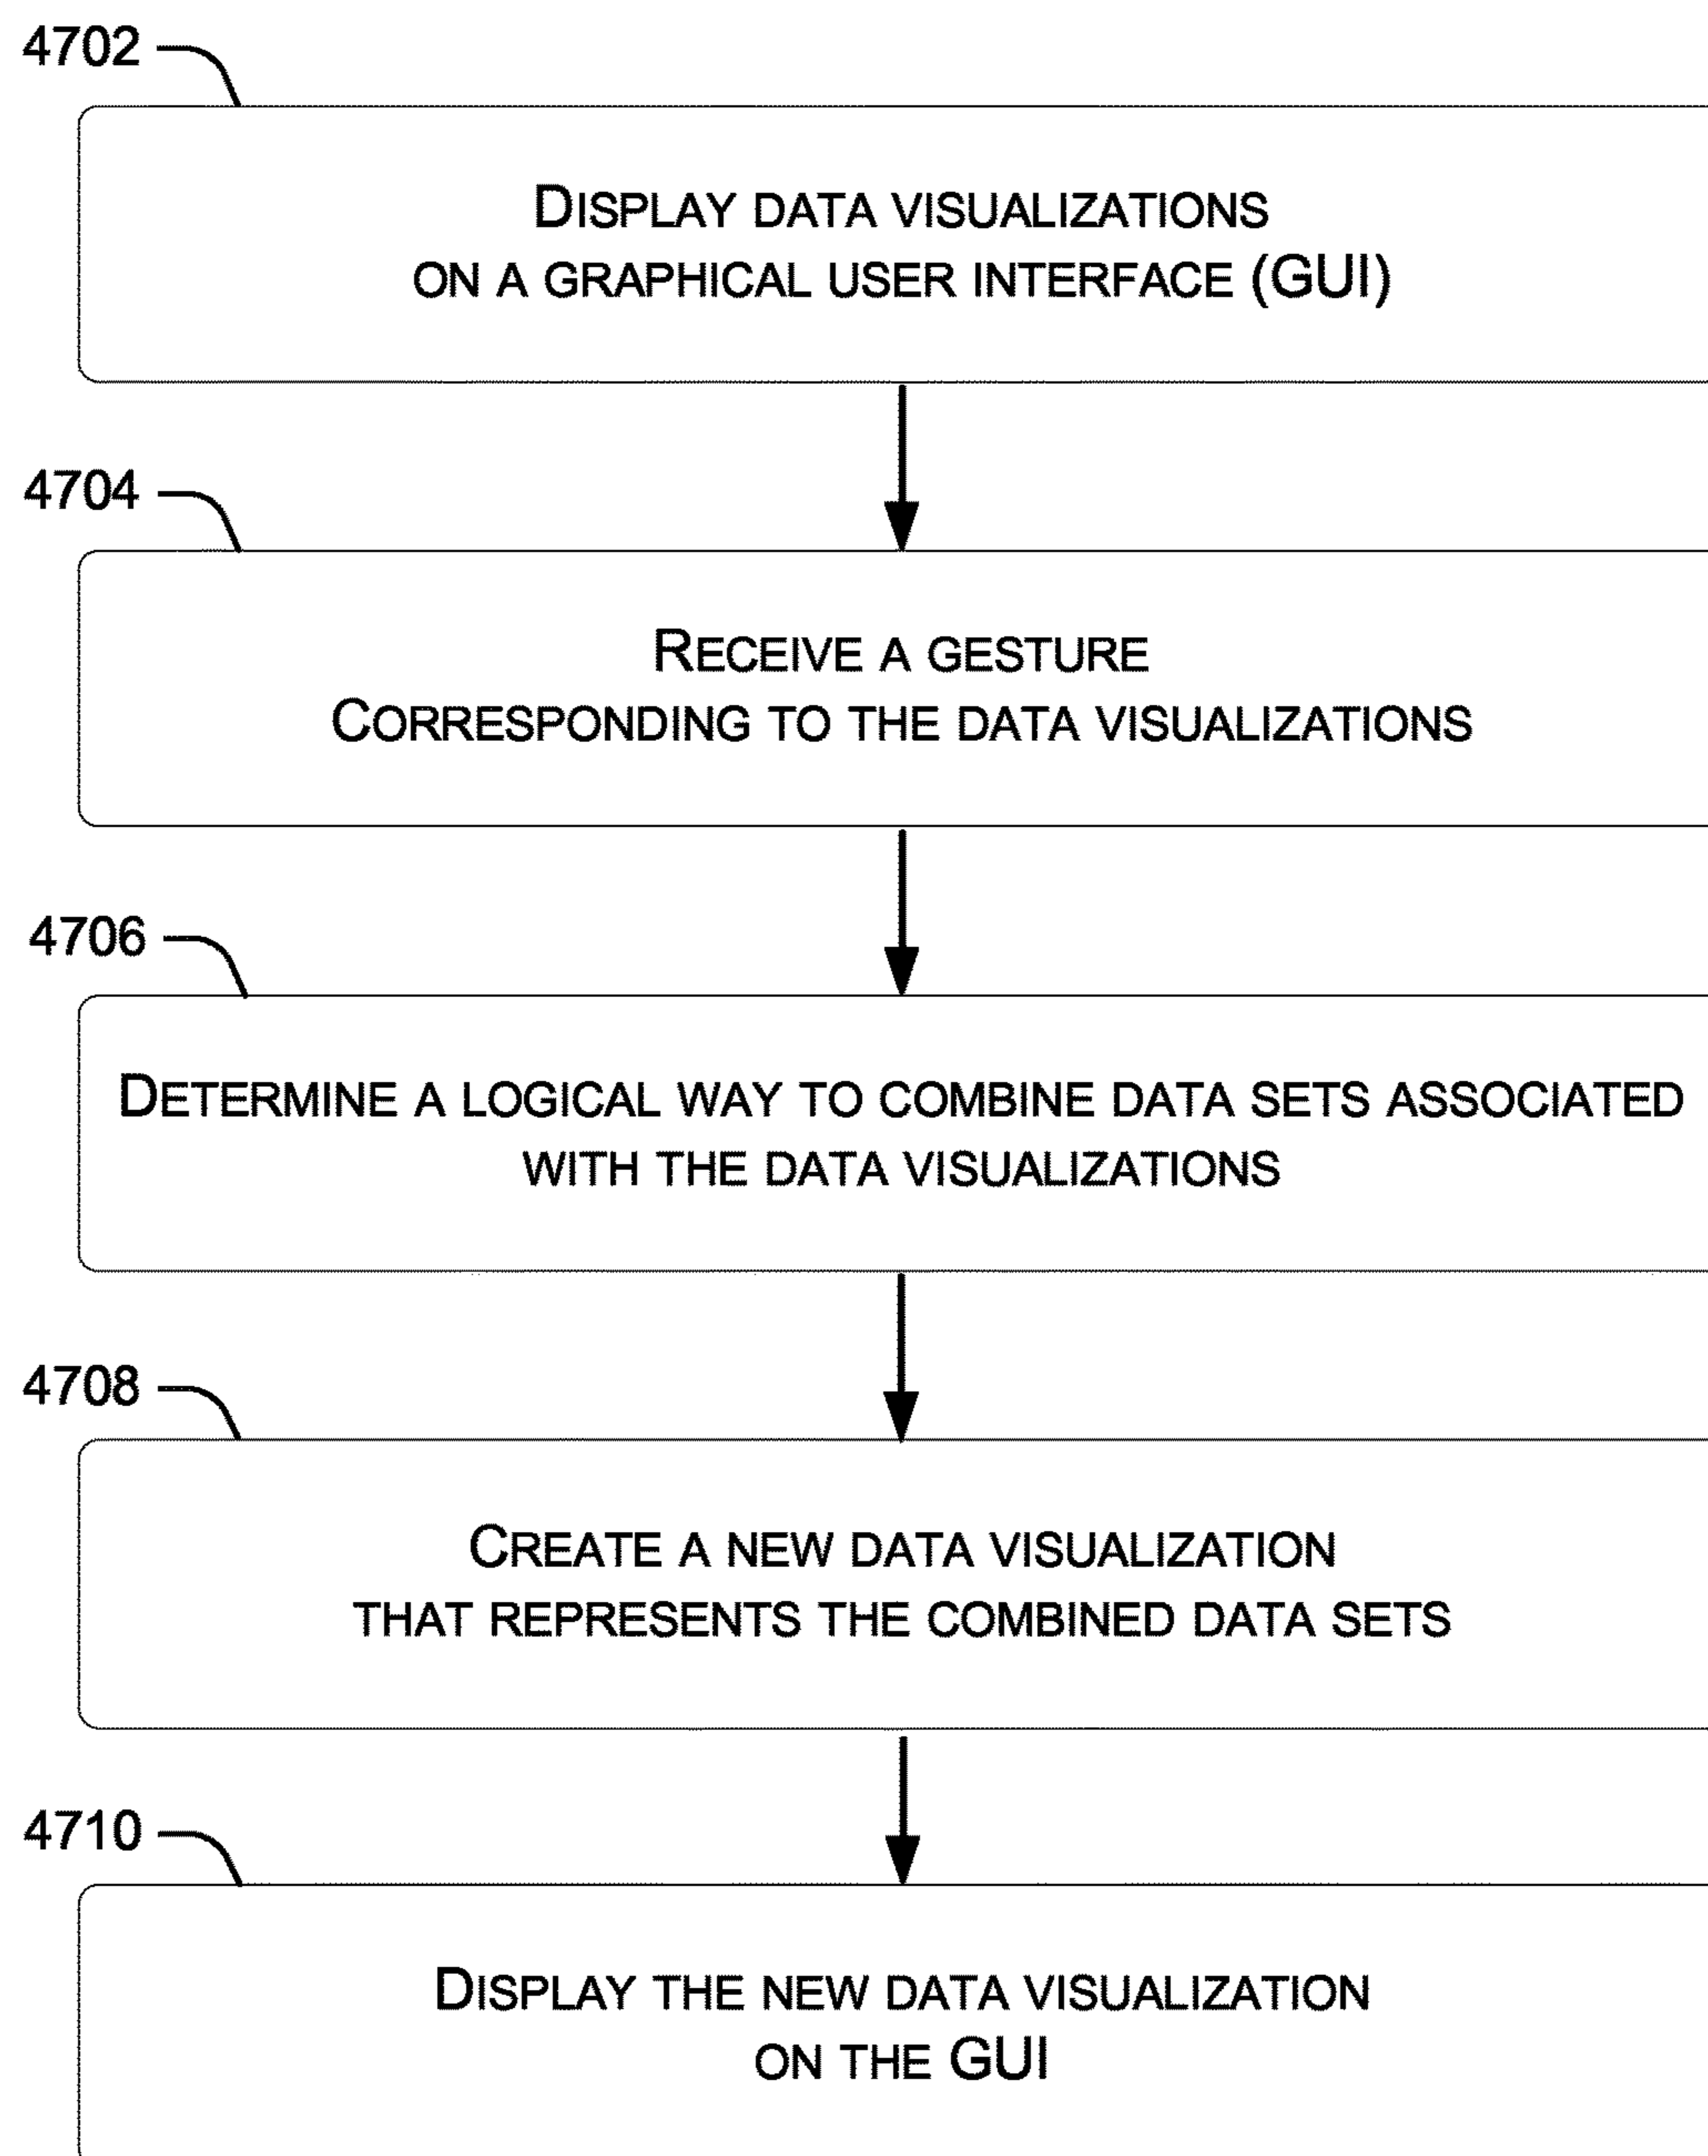 4702
DISPLAY DATA VISUALIZATIONS
ON A GRAPHICAL USER INTERFACE (GUI)
4704
RECEIVE A GESTURE
CORRESPONDING TO THE DATA VISUALIZATIONS
4706
DETERMINE A LOGICAL WAY TO COMBINE DATA SETS ASSOCIATED
WITH THE DATA VISUALIZATIONS
4708
CREATE A NEW DATA VISUALIZATION
THAT REPRESENTS THE COMBINED DATA SETS
4710
DISPLAY THE NEW DATA VISUALIZATION
ON THE GUI